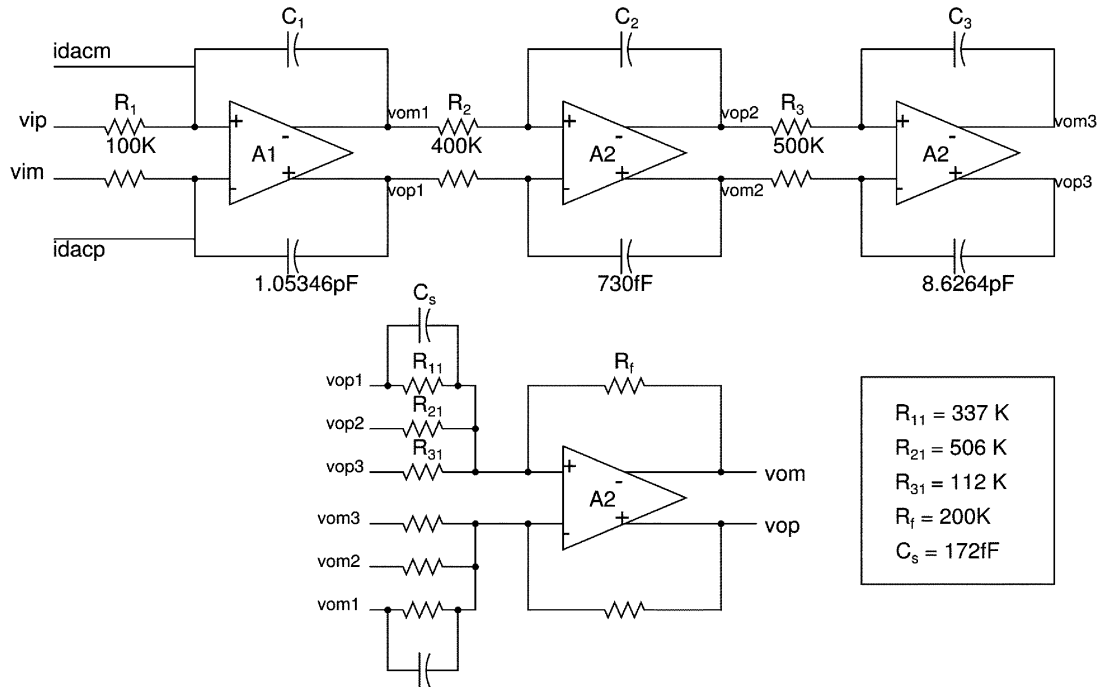 C1 C2 C3
idacm
vip R1 + - vom1 R2 + - vop2 R3 + - vom3
100K A1 400K A2 500K A2
vim - + vop1 - + vom2 - + vop3
idacp
1.05346pF 730fF 8.6264pF
Cs
vop1 R11 Rf
vop2 R21
vop3 R31 + - vom
A2
vom3 - + vop
vom2
vom1
R11 = 337 K
R21 = 506 K
R31 = 112 K
Rf = 200K
Cs = 172fF